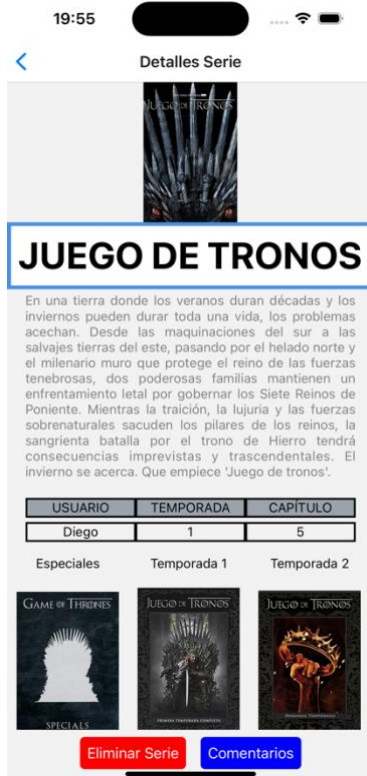 19:55
Detalles Serie
JUEGO DE TRONOS
JUEGO DE TRONOS
En una tierra donde los veranos duran décadas y los
inviernos pueden durar toda una vida, los problemas
acechan. Desde las maquinaciones del sur a las
salvajes tierras del este, pasando por el helado norte y
el milenario muro que protege el reino de las fuerzas
tenebrosas, dos poderosas familias mantienen un
enfrentamiento letal por gobernar los Siete Reinos de
Poniente. Mientras la traición, la lujuria y las fuerzas
sobrenaturales sacuden los pilares de los reinos, la
sangrienta batalla por el trono de Hierro tendrá
consecuencias imprevistas y trascendentales. El
invierno se acerca. Que empiece 'Juego de tronos'.
USUARIO TEMPORADA CAPÍTULO
Diego 1 5
Especiales Temporada 1 Temporada 2
GAME OF THRONES JUEGO DE TRONOS JUEGO DE TRONOS
SPECIALS PRIMERA TEMPORADA COMPLETA SEGUNDA TEMPORADA
Eliminar Serie Comentarios